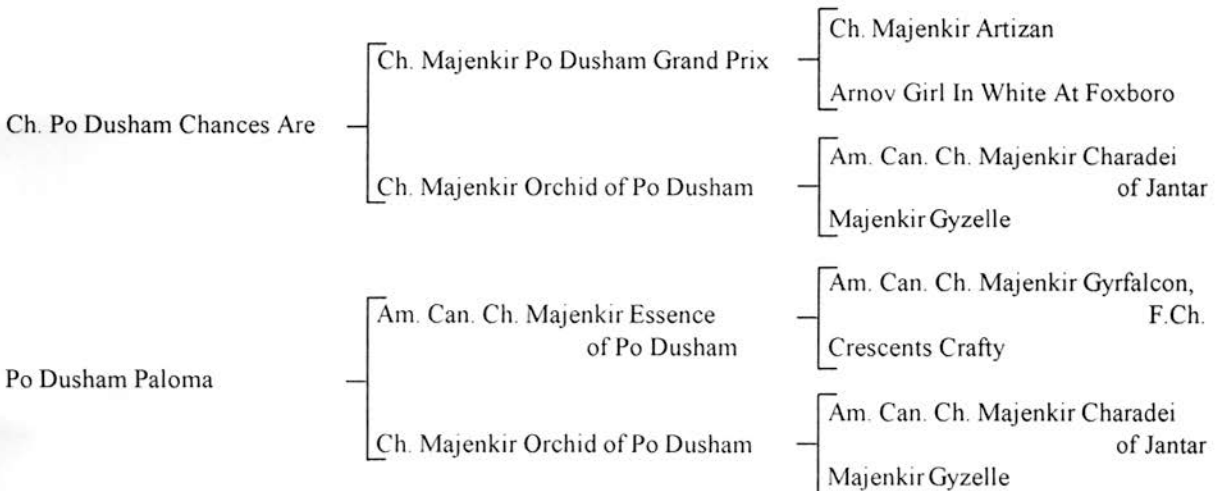 Ch. Po Dusham Chances Are
Ch. Majenkir Po Dusham Grand Prix
Ch. Majenkir Artizan
Arnov Girl In White At Foxboro
Ch. Majenkir Orchid of Po Dusham
Am. Can. Ch. Majenkir Charadei
of Jantar
Majenkir Gyzelle
Po Dusham Paloma
Am. Can. Ch. Majenkir Essence
of Po Dusham
Am. Can. Ch. Majenkir Gyrfalcon,
F.Ch.
Crescents Crafty
Ch. Majenkir Orchid of Po Dusham
Am. Can. Ch. Majenkir Charadei
of Jantar
Majenkir Gyzelle